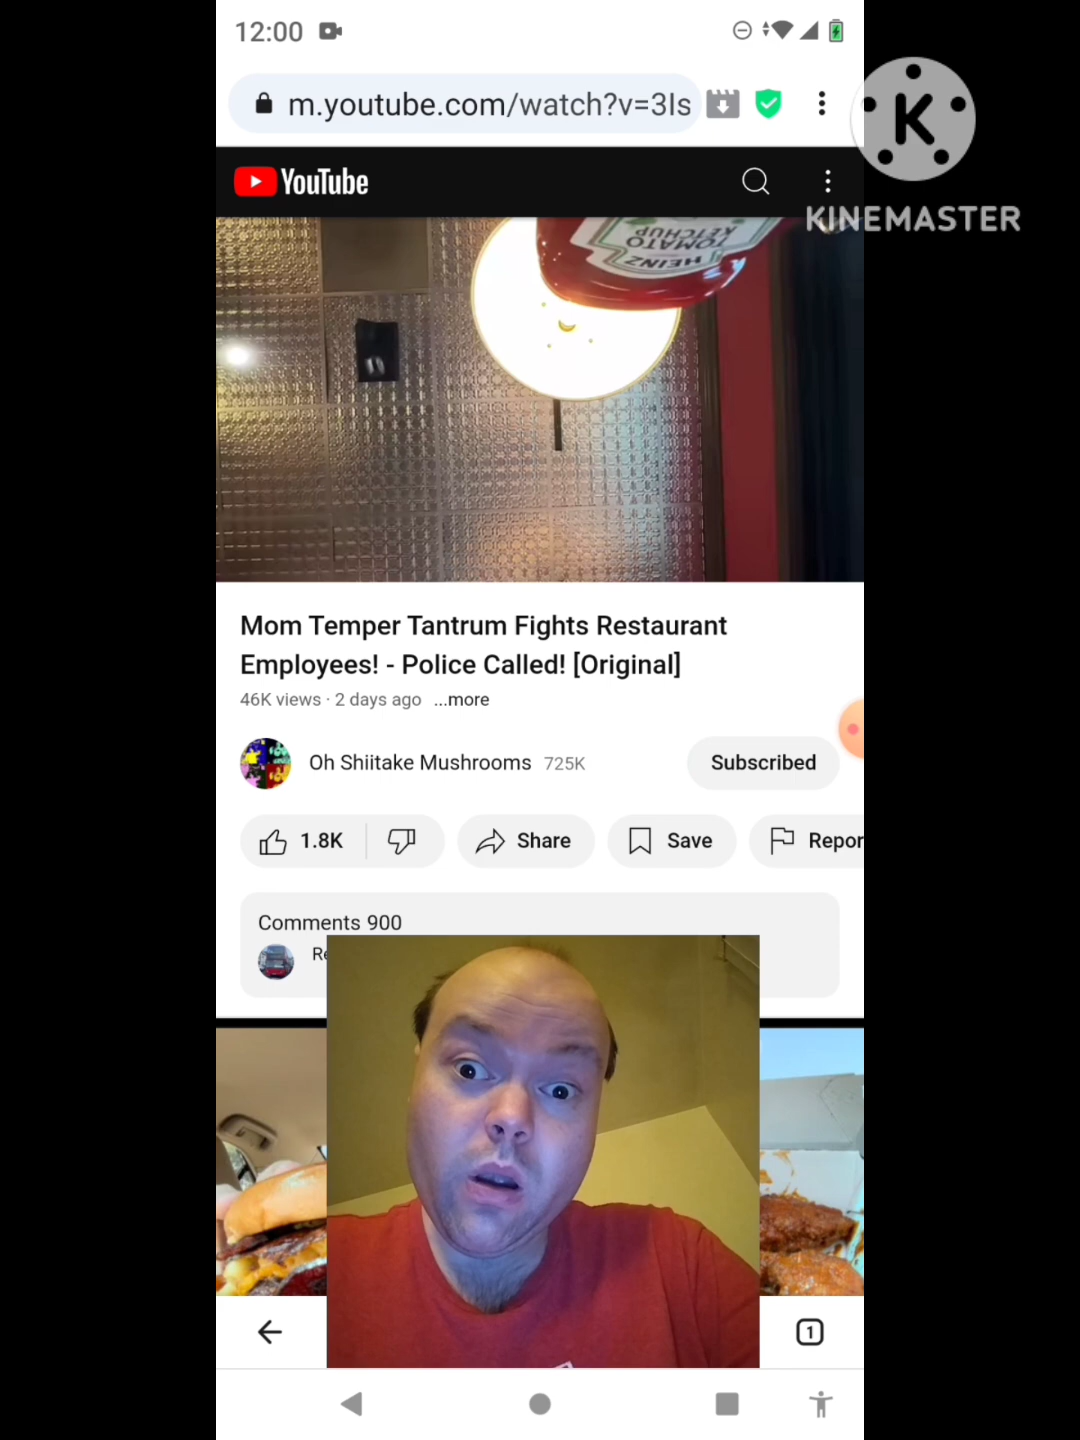 12:00
m.youtube.com/watch?v=3Is
K
KINEMASTER
YouTube
HEINZ
TOMATO
KETCHUP
Mom Temper Tantrum Fights Restaurant
Employees! - Police Called! [Original]
46K views · 2 days ago ...more
Oh Shiitake Mushrooms 725K
Subscribed
1.8K
Share
Save
Repor
Comments 900
Re
1